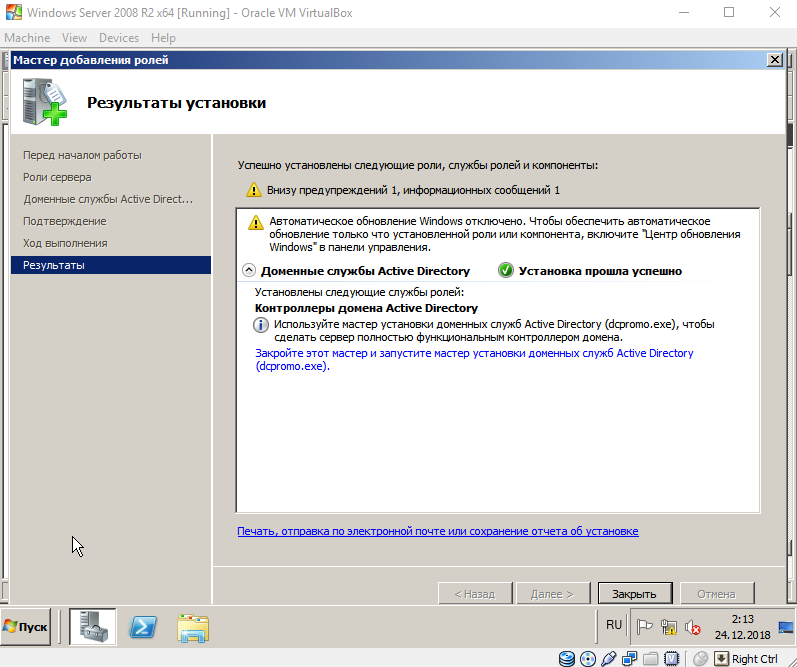 Windows Server 2008 R2 x64 [Running] - Oracle VM VirtualBox
Machine View Devices Help
Мастер добавления ролей
Результаты установки
Перед началом работы
Роли сервера
Доменные службы Active Direct...
Подтверждение
Ход выполнения
Результаты
Успешно установлены следующие роли, службы ролей и компоненты:
Внизу предупреждений 1, информационных сообщений 1
Автоматическое обновление Windows отключено. Чтобы обеспечить автоматическое
обновление только что установленной роли или компонента, включите "Центр обновления
Windows" в панели управления.
Доменные службы Active Directory Установка прошла успешно
Установлены следующие службы ролей:
Контроллеры домена Active Directory
Используйте мастер установки доменных служб Active Directory (dcpromo.exe), чтобы
сделать сервер полностью функциональным контроллером домена.
Закройте этот мастер и запустите мастер установки доменных служб Active Directory
(dcpromo.exe).
Печать, отправка по электронной почте или сохранение отчета об установке
< Назад Далее > Закрыть Отмена
Пуск RU 2:13
24.12.2018
Right Ctrl